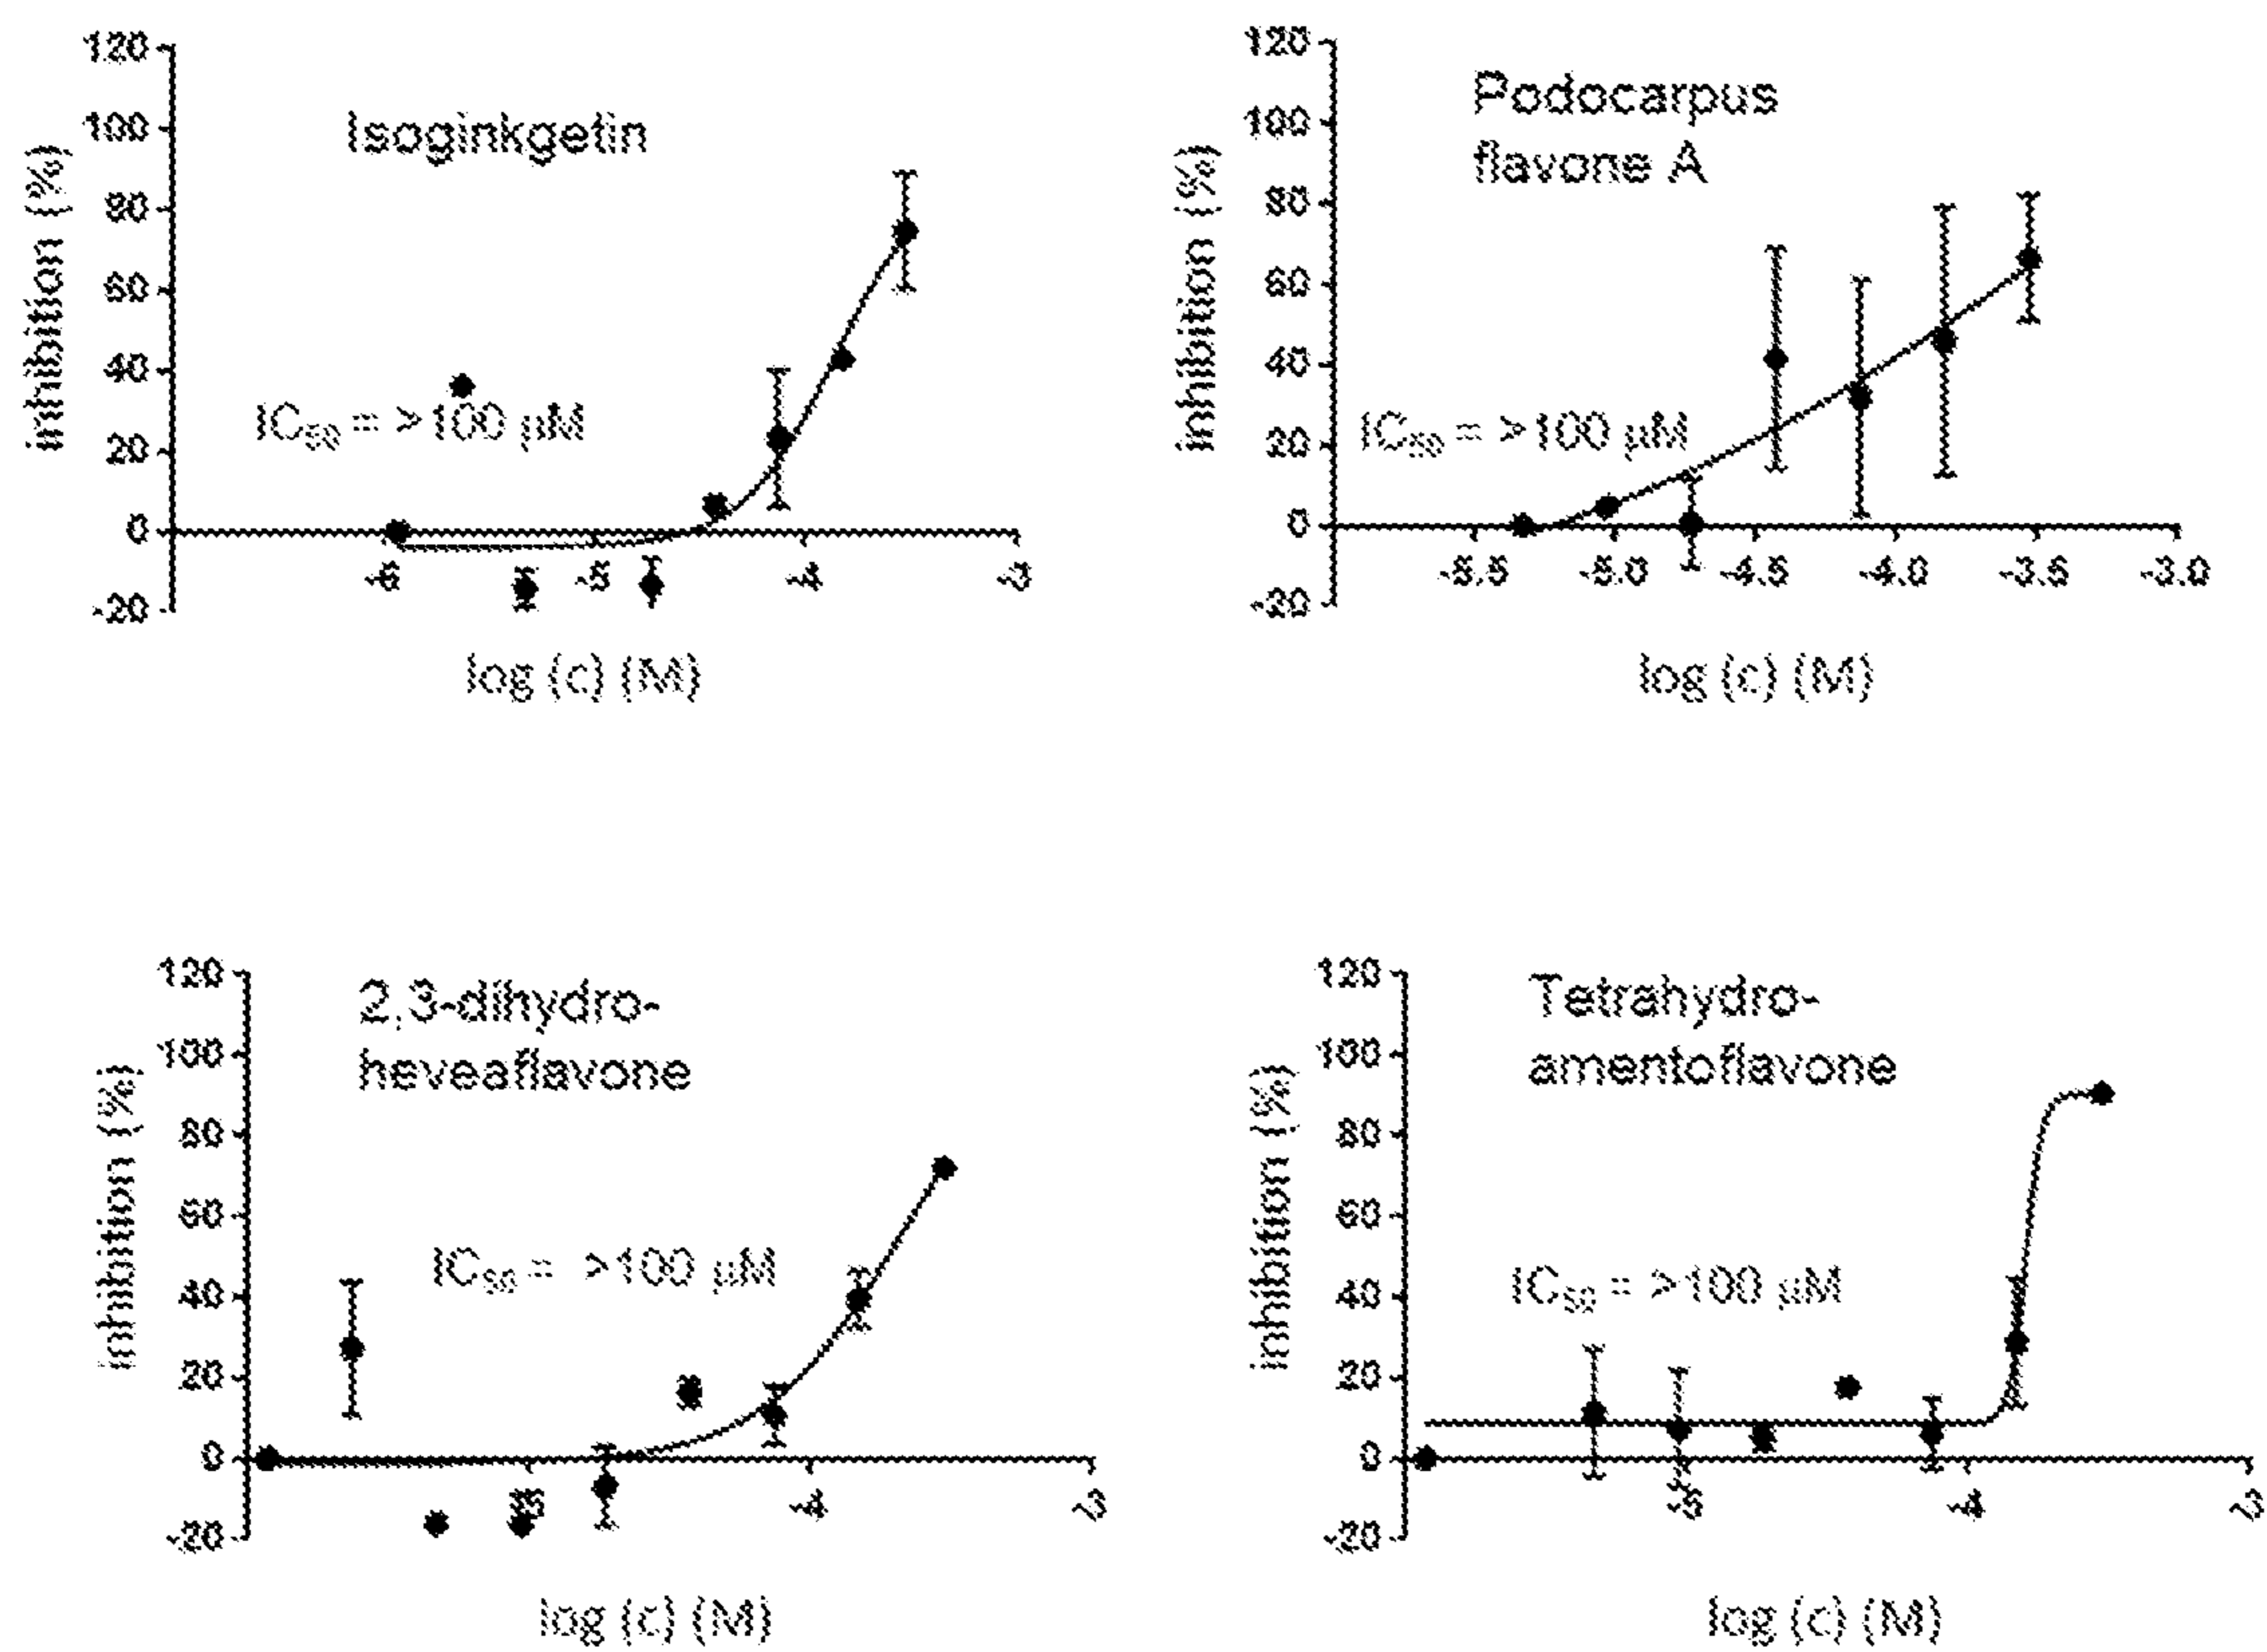 120
100
80
60
40
20
0
-20
inhibition (%)
Isoginkgetin
IC50 = >100 µM
-6
-5
-4
-3
log (c) (M)
120
100
80
60
40
20
0
-20
inhibition (%)
Podocarpus
flavone A
IC50 = >100 µM
-5.5
-5.0
-4.5
-4.0
-3.5
-3.0
log (c) (M)
120
100
80
60
40
20
0
-20
inhibition (%)
2,3-dihydro-
heveaflavone
IC50 = >100 µM
-5
-4
-3
log (c) (M)
120
100
80
60
40
20
0
-20
inhibition (%)
Tetrahydro-
amentoflavone
IC50 = >100 µM
-5
-4
-3
log (c) (M)